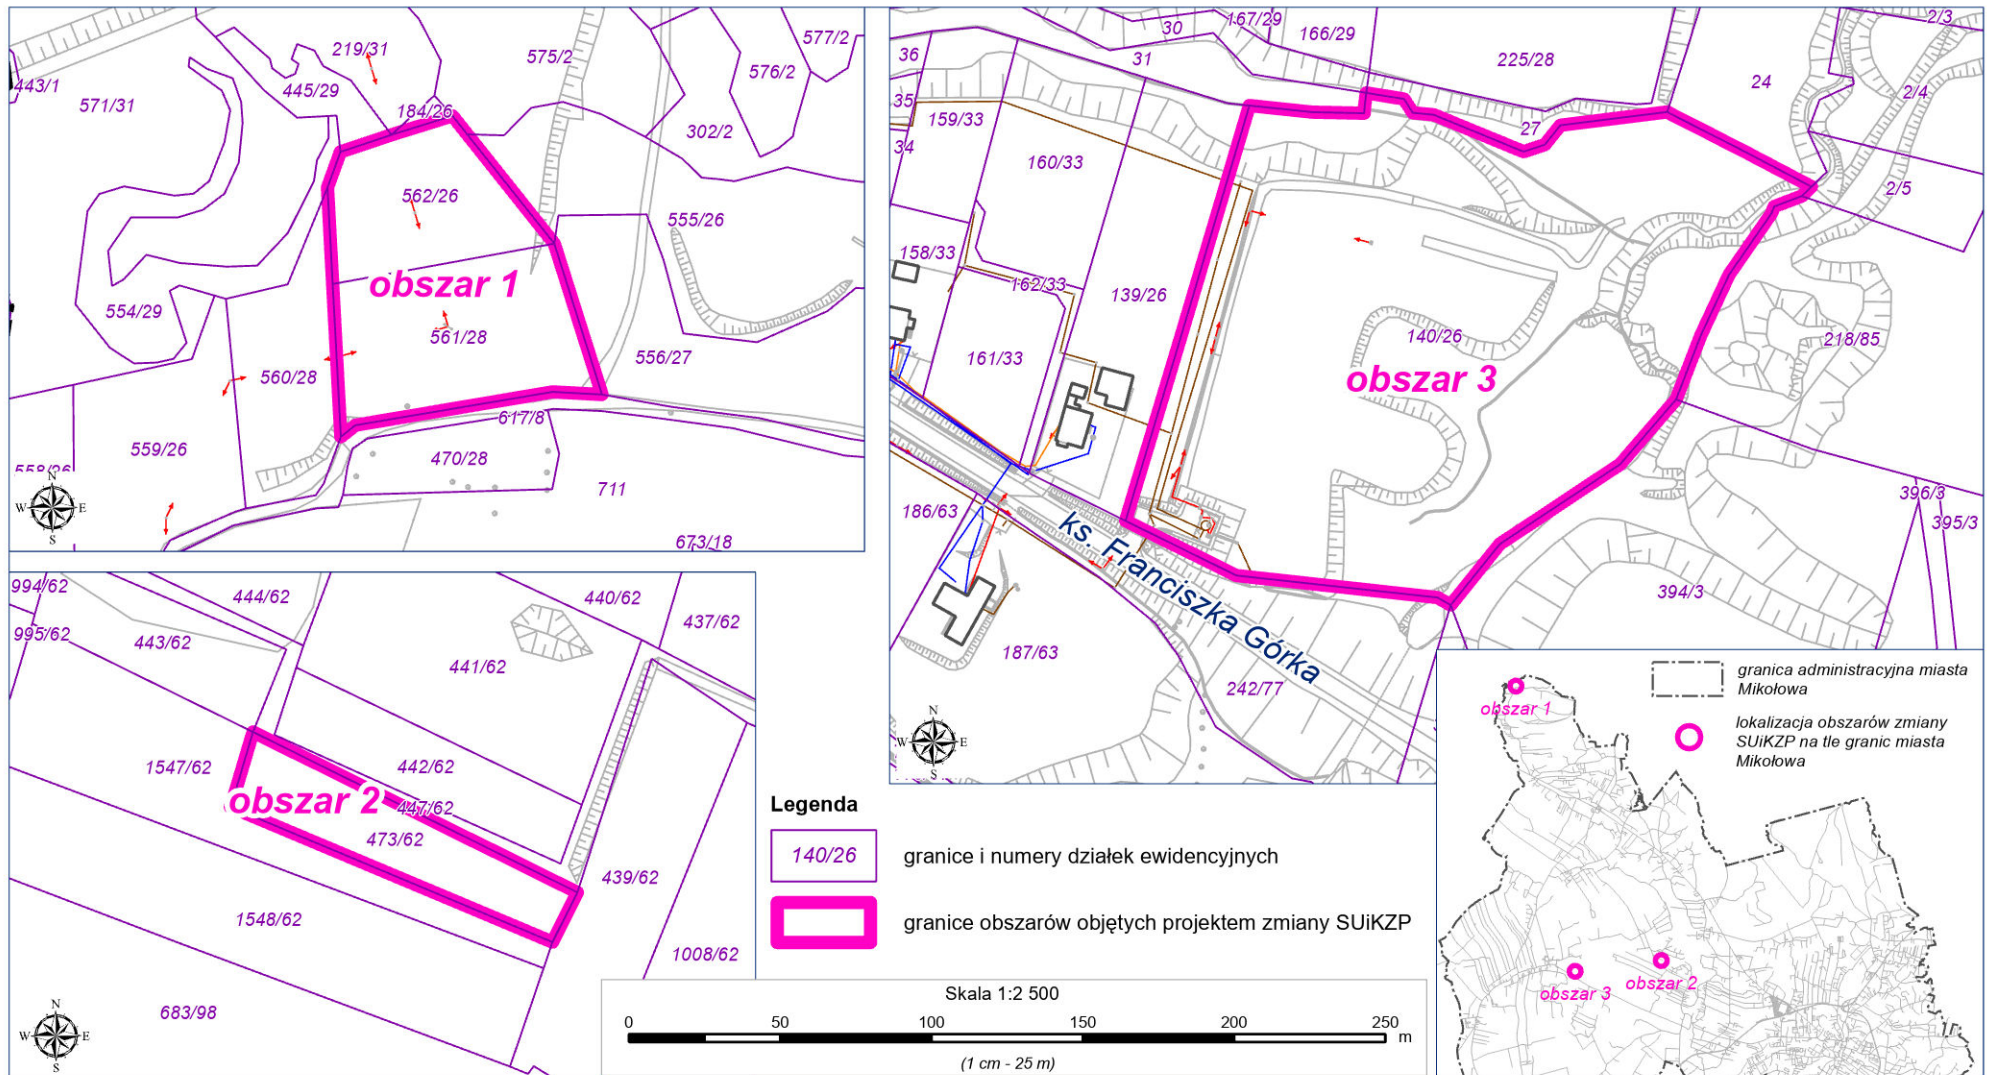 219/31
575/2
577/2
576/2
443/1
571/31
445/29
184/26
302/2
562/26
555/26
obszar 1
554/29
561/28
556/27
560/28
617/8
559/26
470/28
558/26
711
673/18
N
W
E
S
36
30
167/29
166/29
31
225/28
24
2/3
2/4
35
159/33
27
34
160/33
2/5
158/33
162/33
139/26
140/26
218/85
161/33
obszar 3
186/63
ks. Franciszka Górka
396/3
395/3
394/3
187/63
242/77
N
W
E
S
994/62
444/62
440/62
437/62
995/62
443/62
441/62
1547/62
442/62
obszar 2
447/62
473/62
439/62
1548/62
1008/62
683/98
N
W
E
S
Legenda
140/26
granice i numery działek ewidencyjnych
granice obszarów objętych projektem zmiany SUiKZP
Skala 1:2 500
0
50
100
150
200
250
m
(1 cm - 25 m)
granica administracyjna miasta
Mikołowa
lokalizacja obszarów zmiany
SUiKZP na tle granic miasta
Mikołowa
obszar 1
obszar 2
obszar 3